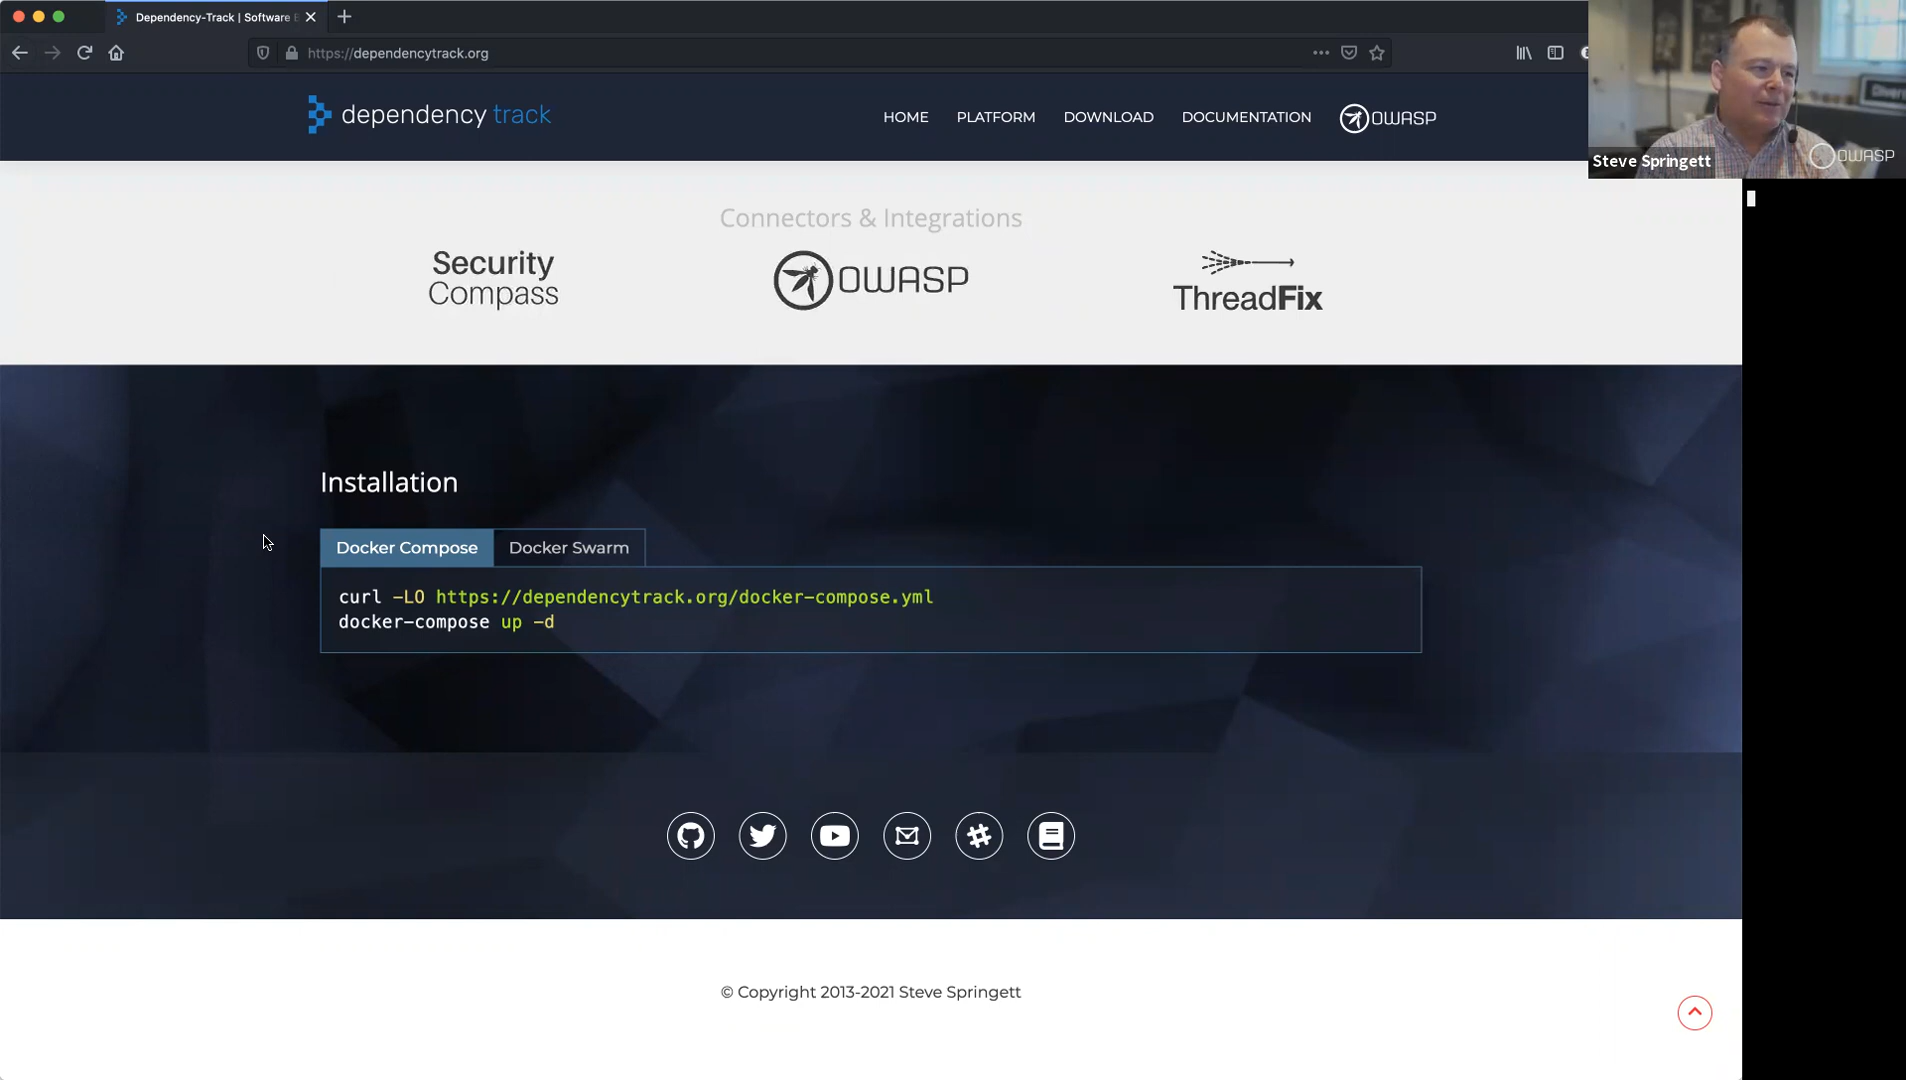 Dependency-Track | Software
https://dependencytrack.org
dependency track
HOME
PLATFORM
DOWNLOAD
DOCUMENTATION
OWASP
Steve Springett
OWASP
Connectors & Integrations
Security
Compass
OWASP
ThreadFix
Installation
Docker Compose
Docker Swarm
curl -LO https://dependencytrack.org/docker-compose.yml
docker-compose up -d
© Copyright 2013-2021 Steve Springett